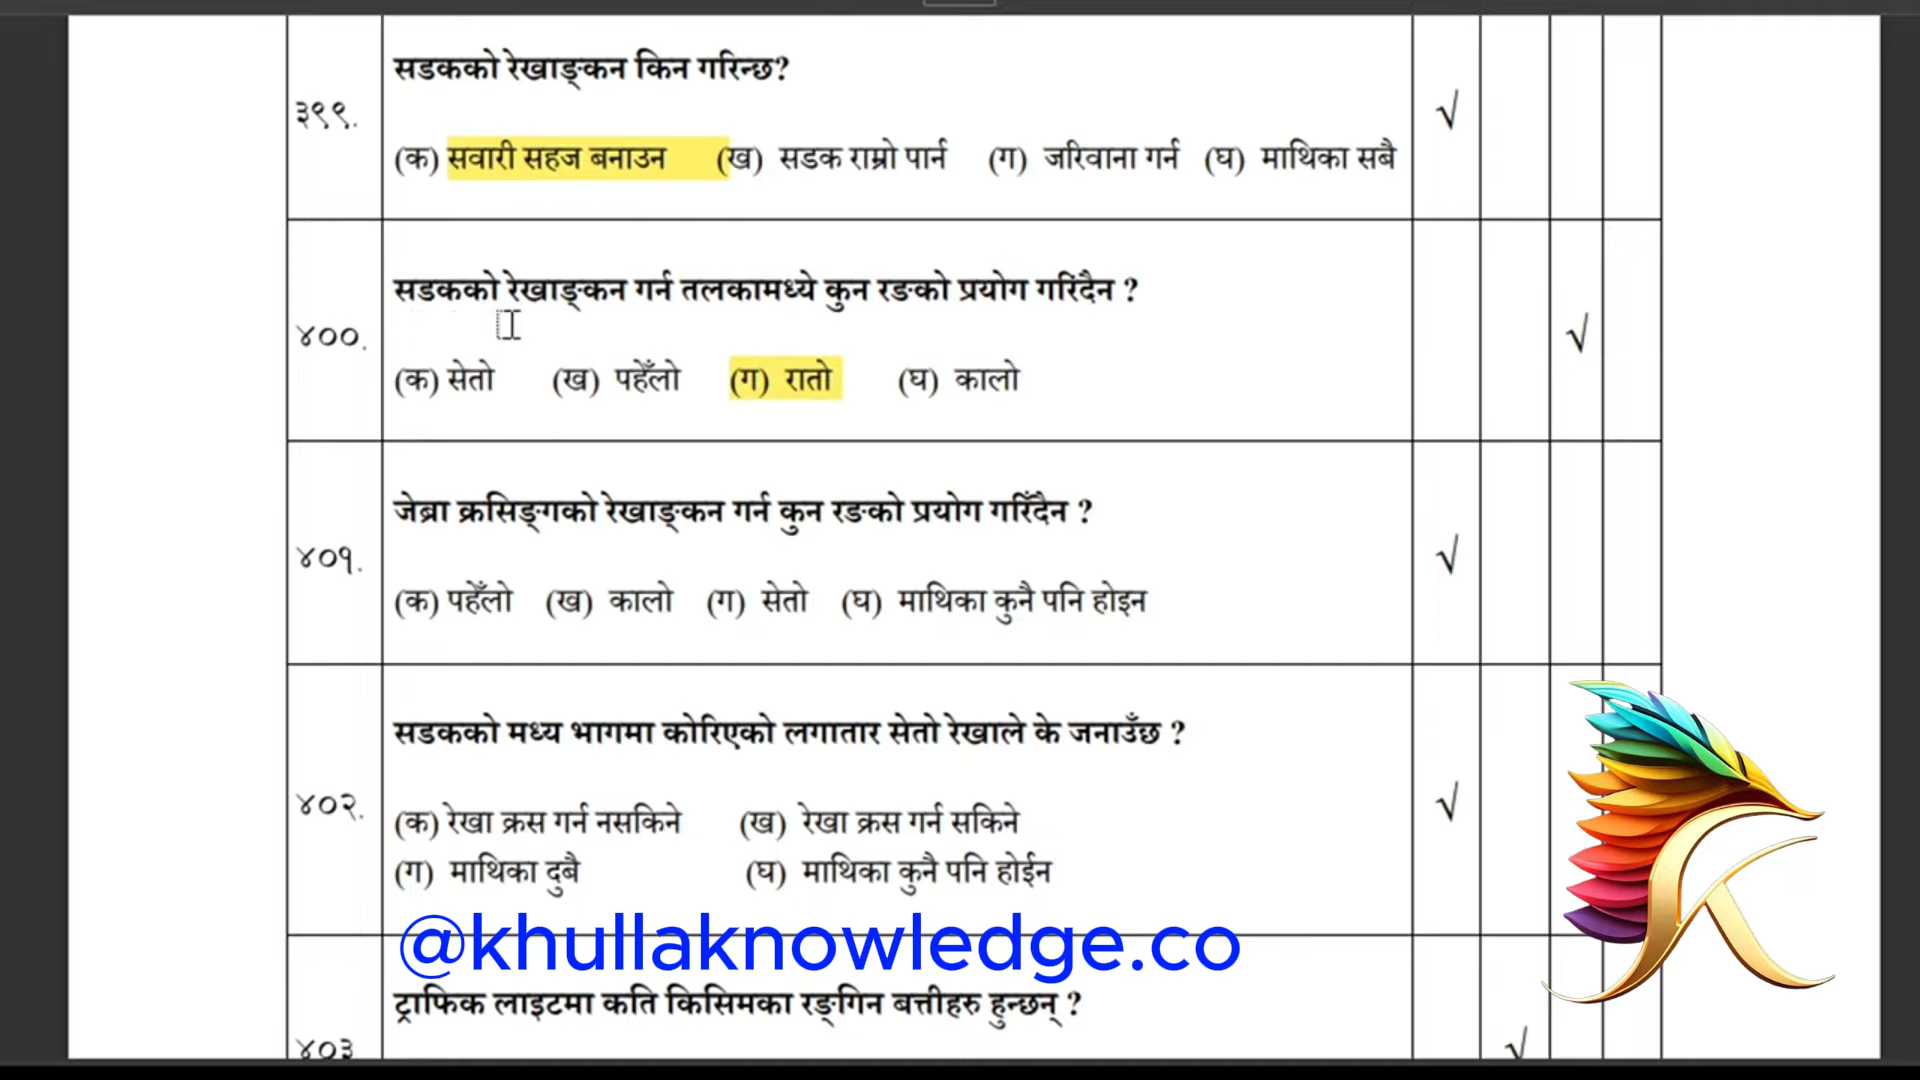 सडकको रेखाङ्कन किन गरिन्छ?
३९९.
(क) सवारी सहज बनाउन (ख) सडक राम्रो पार्न (ग) जरिवाना गर्न (घ) माथिका सबै
√
सडकको रेखाङ्कन गर्न तलकामध्ये कुन रङको प्रयोग गरिंदैन ?
४००.
(क) सेतो (ख) पहेँलो (ग) रातो (घ) कालो
√
जेब्रा क्रसिङ्गको रेखाङ्कन गर्न कुन रङको प्रयोग गरिँदैन ?
४०१.
(क) पहेँलो (ख) कालो (ग) सेतो (घ) माथिका कुनै पनि होइन
√
सडकको मध्य भागमा कोरिएको लगातार सेतो रेखाले के जनाउँछ ?
४०२.
(क) रेखा क्रस गर्न नसकिने (ख) रेखा क्रस गर्न सकिने
(ग) माथिका दुबै (घ) माथिका कुनै पनि होईन
√
@khullaknowledge.co
ट्राफिक लाइटमा कति किसिमका रङ्गिन बत्तीहरु हुन्छन् ?
४०३
√